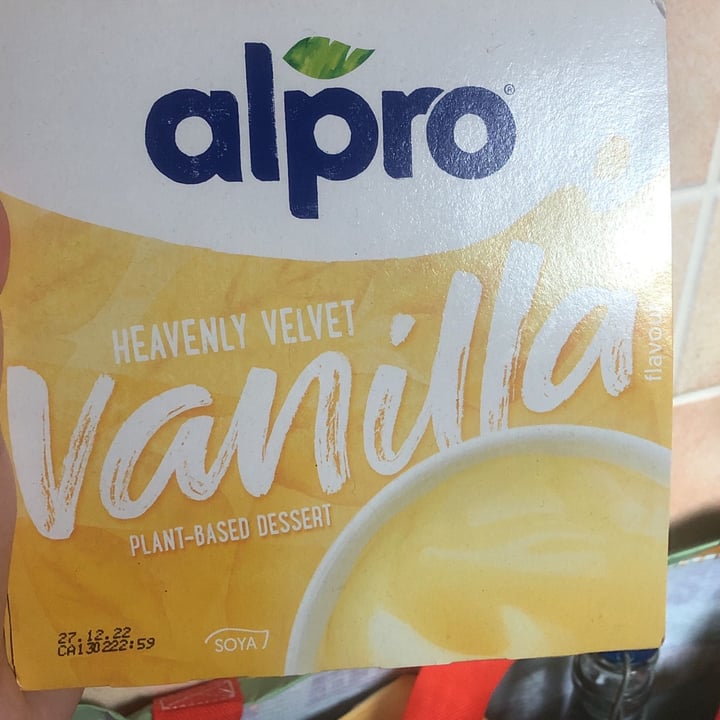 alpro®
HEAVENLY VELVET
vanilla
flavour
PLANT-BASED DESSERT
27.12.22
CA130222:59
SOYA